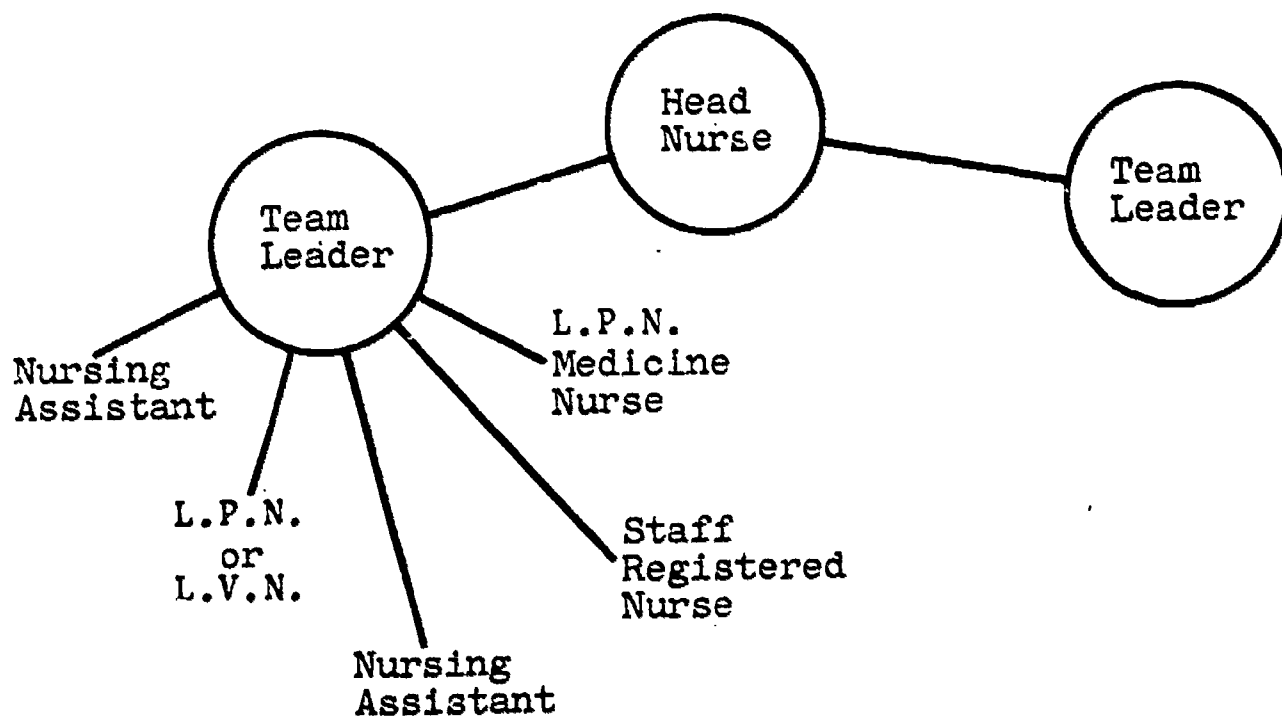 Head
Nurse
Team
Leader
Team
Leader
L.P.N.
Medicine
Nurse
Nursing
Assistant
L.P.N.
or
L.V.N.
Staff
Registered
Nurse
Nursing
Assistant